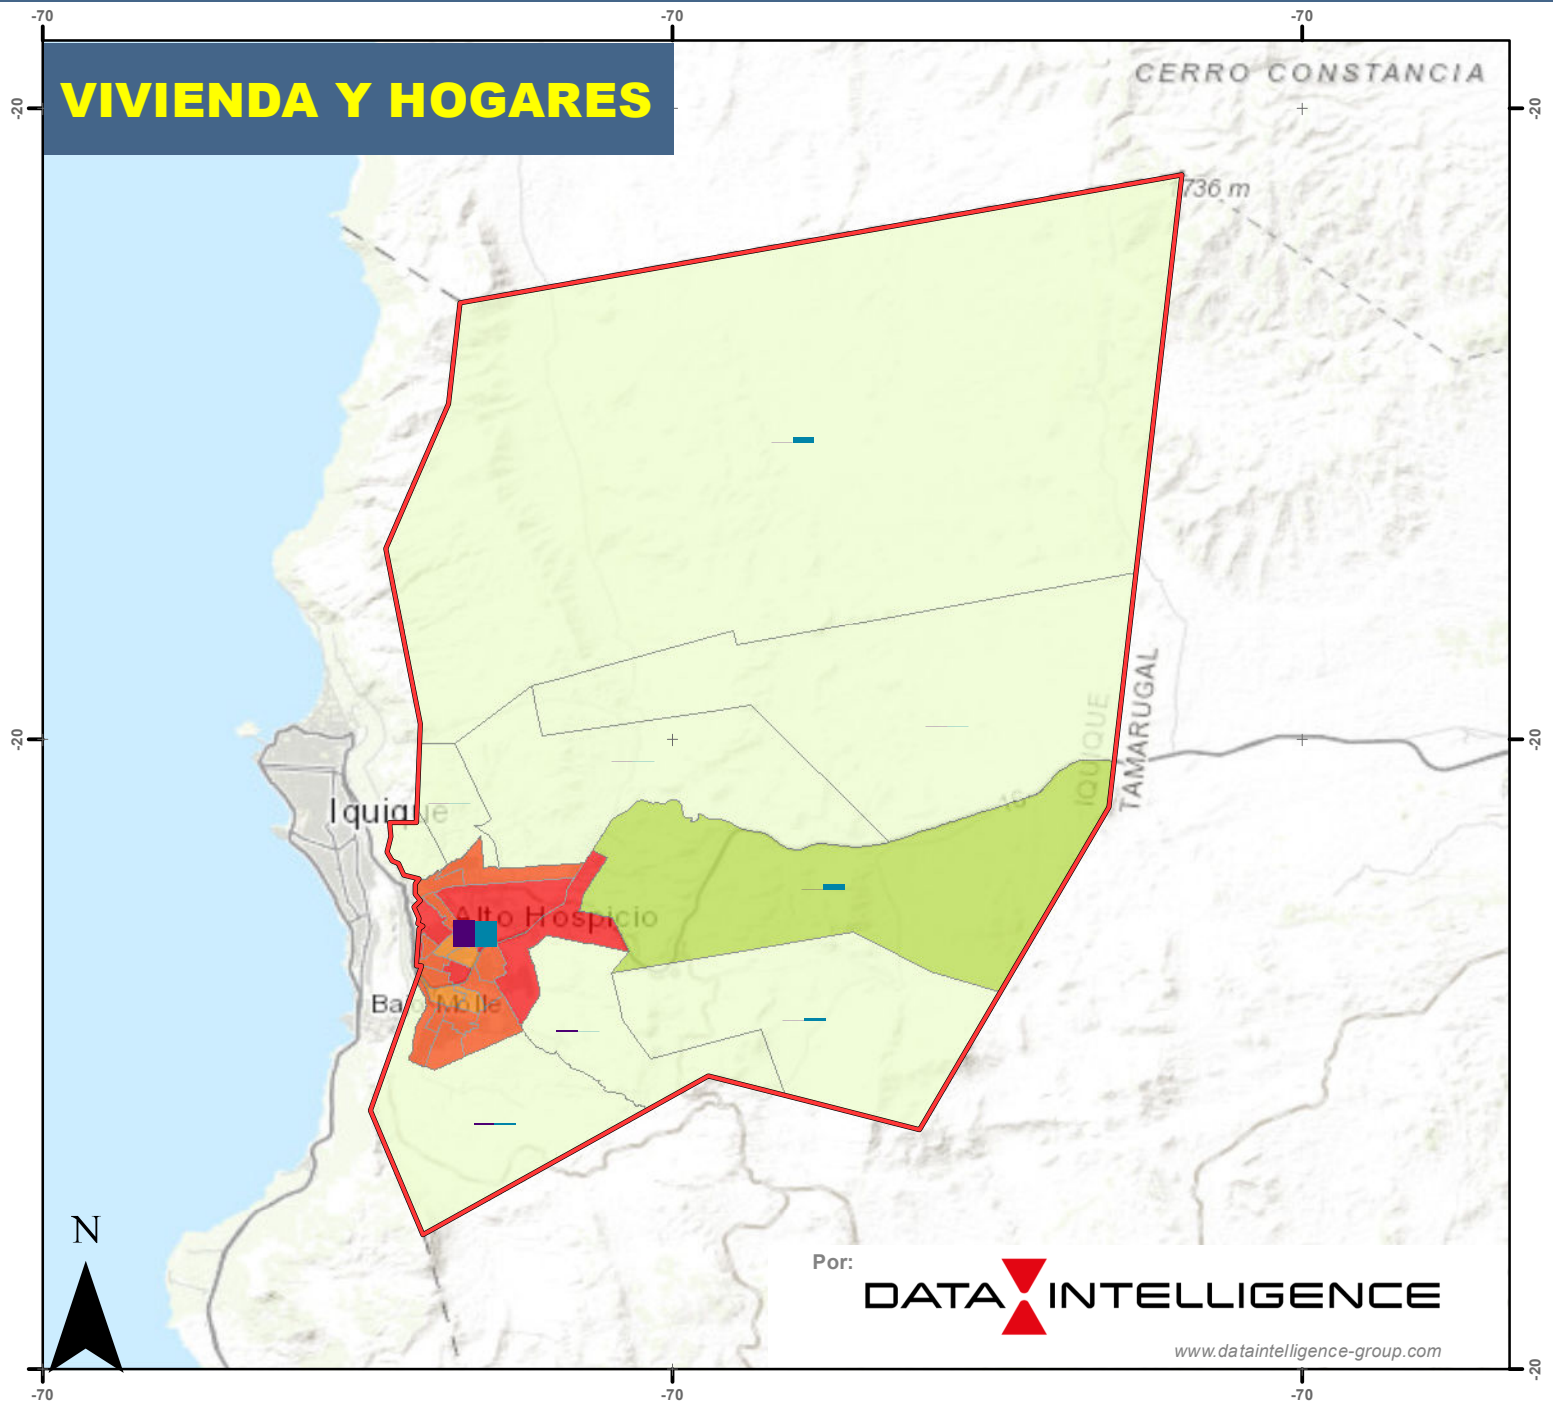 -70 -70 -70
VIVIENDA Y HOGARES
CERRO CONSTANCIA
-20 -20
736 m
IQUIQUE
TAMARUGAL
-20 -20
Iquique
Alto Hospicio
Bajo Molle
N
Por:
DATA INTELLIGENCE
www.dataintelligence-group.com
-20
-70 -70 -70